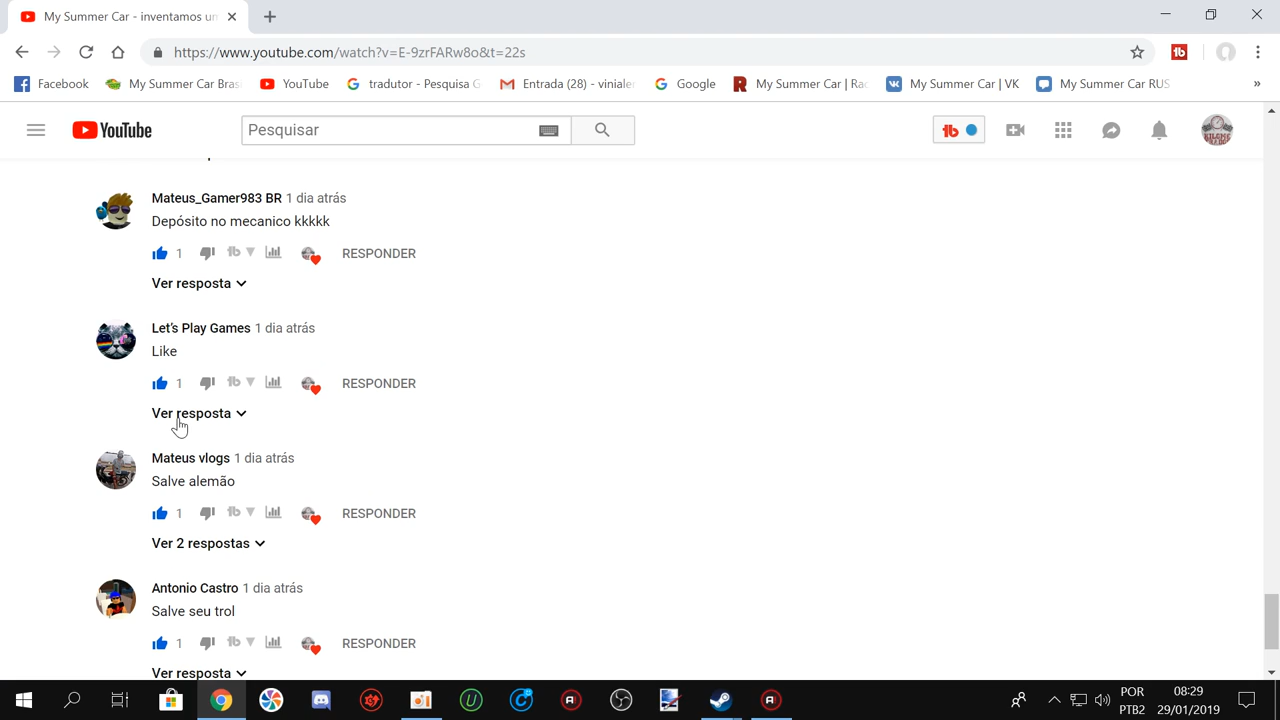 My Summer Car - inventamos un
https://www.youtube.com/watch?v=E-9zrFARw8o&t=22s
Facebook My Summer Car Bras YouTube tradutor - Pesquisa G Entrada (28) - vinialer Google My Summer Car | Rac My Summer Car | VK My Summer Car RUS »
YouTube Pesquisar
Mateus_Gamer983 BR 1 dia atrás
Depósito no mecanico kkkkk
1 RESPONDER
Ver resposta
Let's Play Games 1 dia atrás
Like
1 RESPONDER
Ver resposta
Mateus vlogs 1 dia atrás
Salve alemão
1 RESPONDER
Ver 2 respostas
Antonio Castro 1 dia atrás
Salve seu trol
1 RESPONDER
Ver resposta
POR 08:29
PTB2 29/01/2019